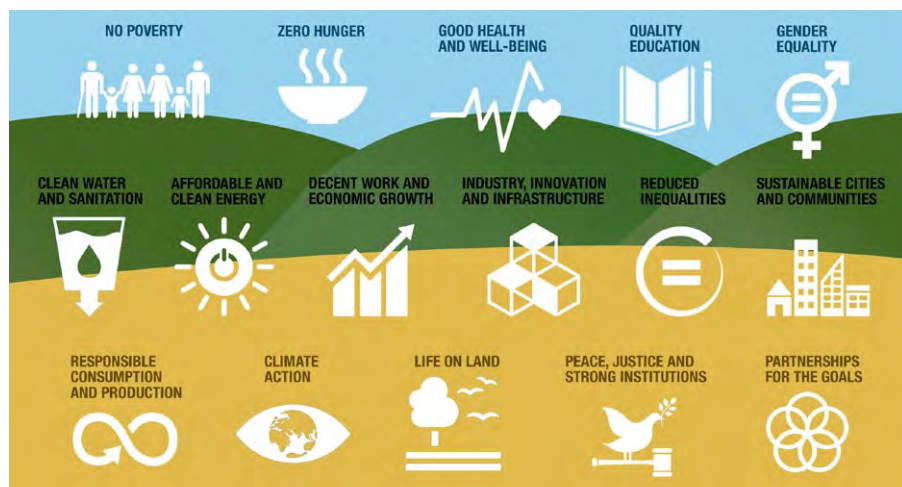 NO POVERTY
ZERO HUNGER
GOOD HEALTH
AND WELL-BEING
QUALITY
EDUCATION
GENDER
EQUALITY
CLEAN WATER
AND SANITATION
AFFORDABLE AND
CLEAN ENERGY
DECENT WORK AND
ECONOMIC GROWTH
INDUSTRY, INNOVATION
AND INFRASTRUCTURE
REDUCED
INEQUALITIES
SUSTAINABLE CITIES
AND COMMUNITIES
RESPONSIBLE
CONSUMPTION
AND PRODUCTION
CLIMATE
ACTION
LIFE ON LAND
PEACE, JUSTICE AND
STRONG INSTITUTIONS
PARTNERSHIPS
FOR THE GOALS